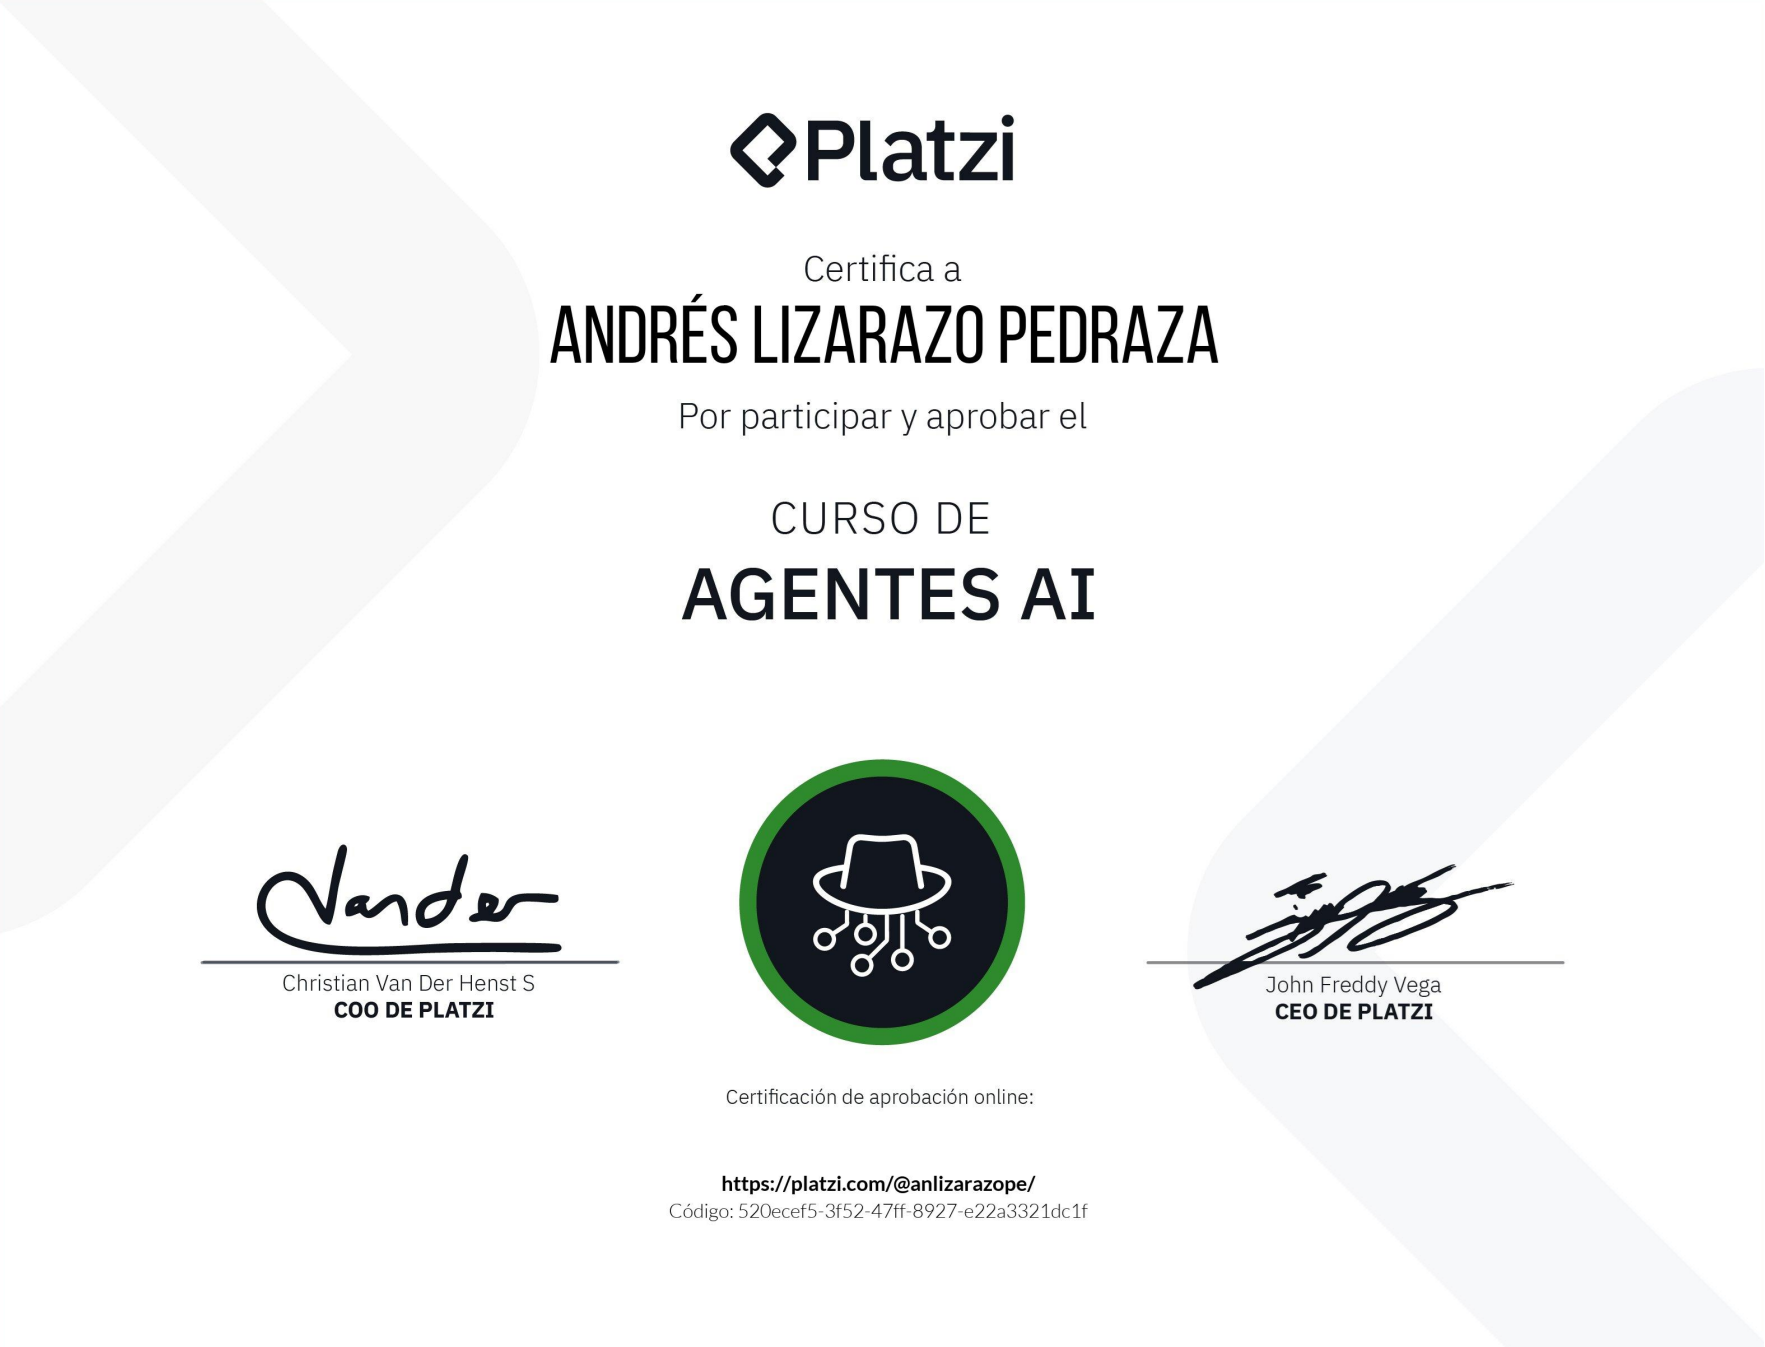 Platzi
Certifica a
ANDRÉS LIZARAZO PEDRAZA
Por participar y aprobar el
CURSO DE
AGENTES AI
Vander
Christian Van Der Henst S
COO DE PLATZI
John Freddy Vega
CEO DE PLATZI
Certificación de aprobación online:
https://platzi.com/@anlizarazope/
Código: 520ecef5-3f52-47ff-8927-e22a3321dc1f